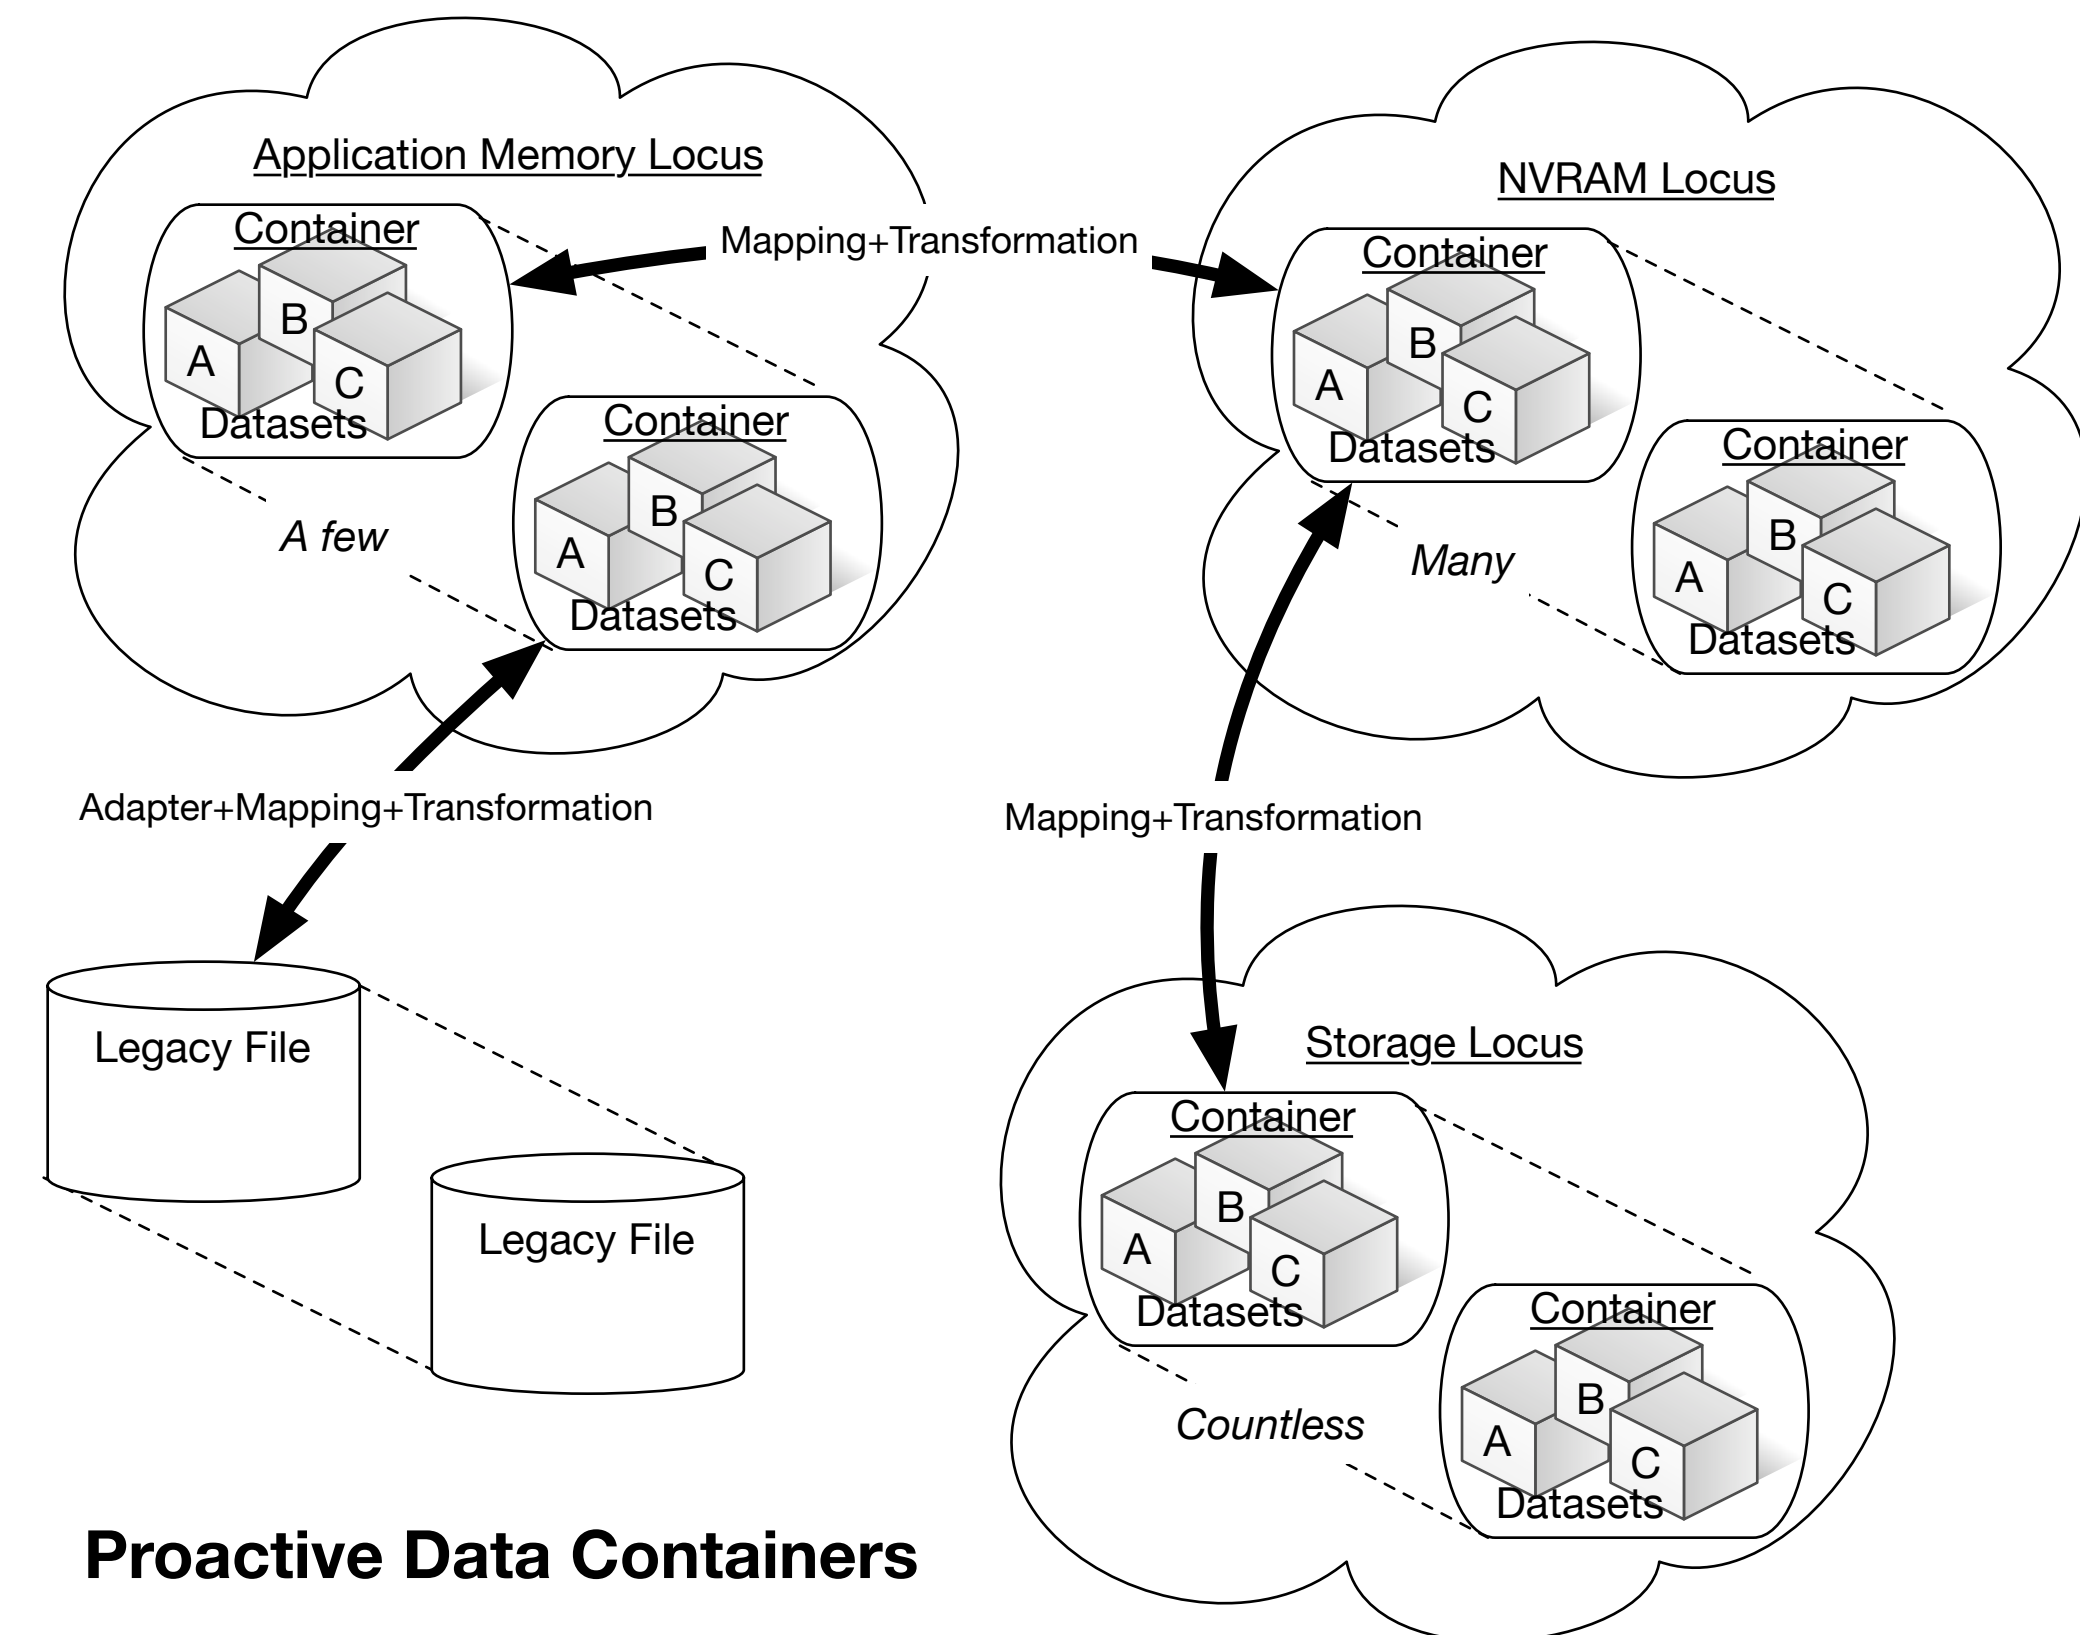 Application Memory Locus
Container
A
B
C
Datasets
A few
Container
A
B
C
Datasets
Mapping+Transformation
NVRAM Locus
Container
A
B
C
Datasets
Many
Container
A
B
C
Datasets
Adapter+Mapping+Transformation
Mapping+Transformation
Legacy File
Legacy File
Storage Locus
Container
A
B
C
Datasets
Countless
Container
A
B
C
Datasets
Proactive Data Containers